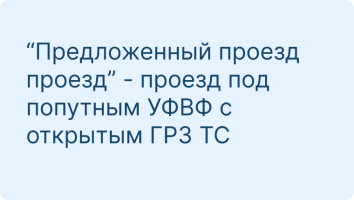 “Предложенный проезд
проезд” - проезд под
попутным УФВФ с
открытым ГРЗ ТС